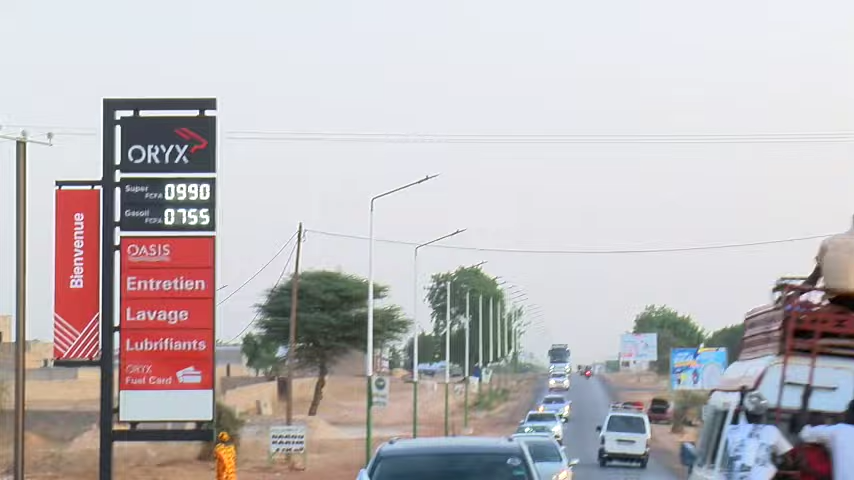 ORYX
Super FCFA 0990
Gasoil FCFA 0755
Bienvenue
OASIS
Entretien
Lavage
Lubrifiants
ORYX
Fuel Card